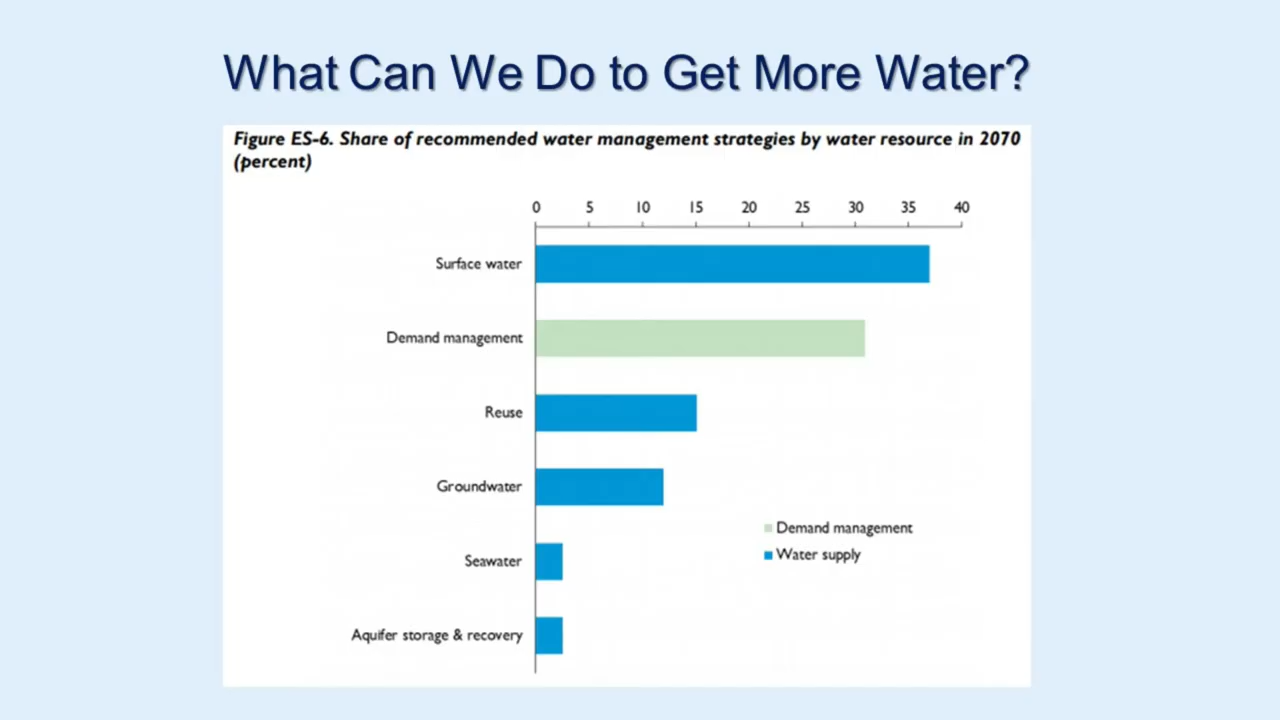 What Can We Do to Get More Water?
Figure ES-6. Share of recommended water management strategies by water resource in 2070
(percent)
0 5 10 15 20 25 30 35 40
Surface water
Demand management
Reuse
Groundwater
Demand management
Water supply
Seawater
Aquifer storage & recovery